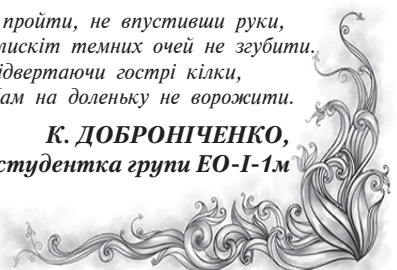 пройти, не впустивши руки,
лискіт темних очей не згубити.
ідвертаючи гострі кілки,
ам на доленьку не ворожити.
К. ДОБРОНІЧЕНКО,
студентка групи ЕО-І-1м